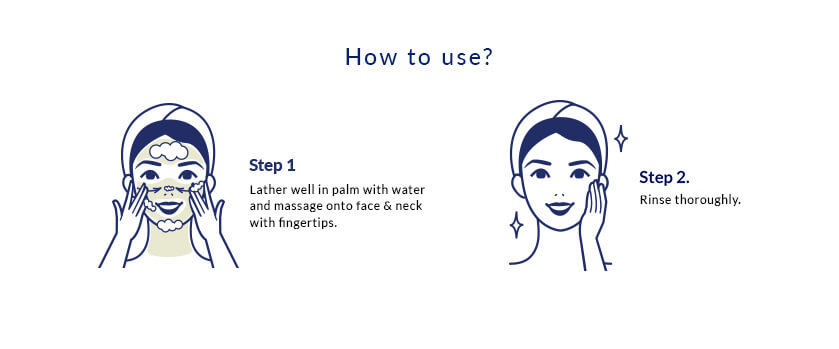 How to use?
Step 1
Lather well in palm with water
and massage onto face & neck
with fingertips.
Step 2.
Rinse thoroughly.